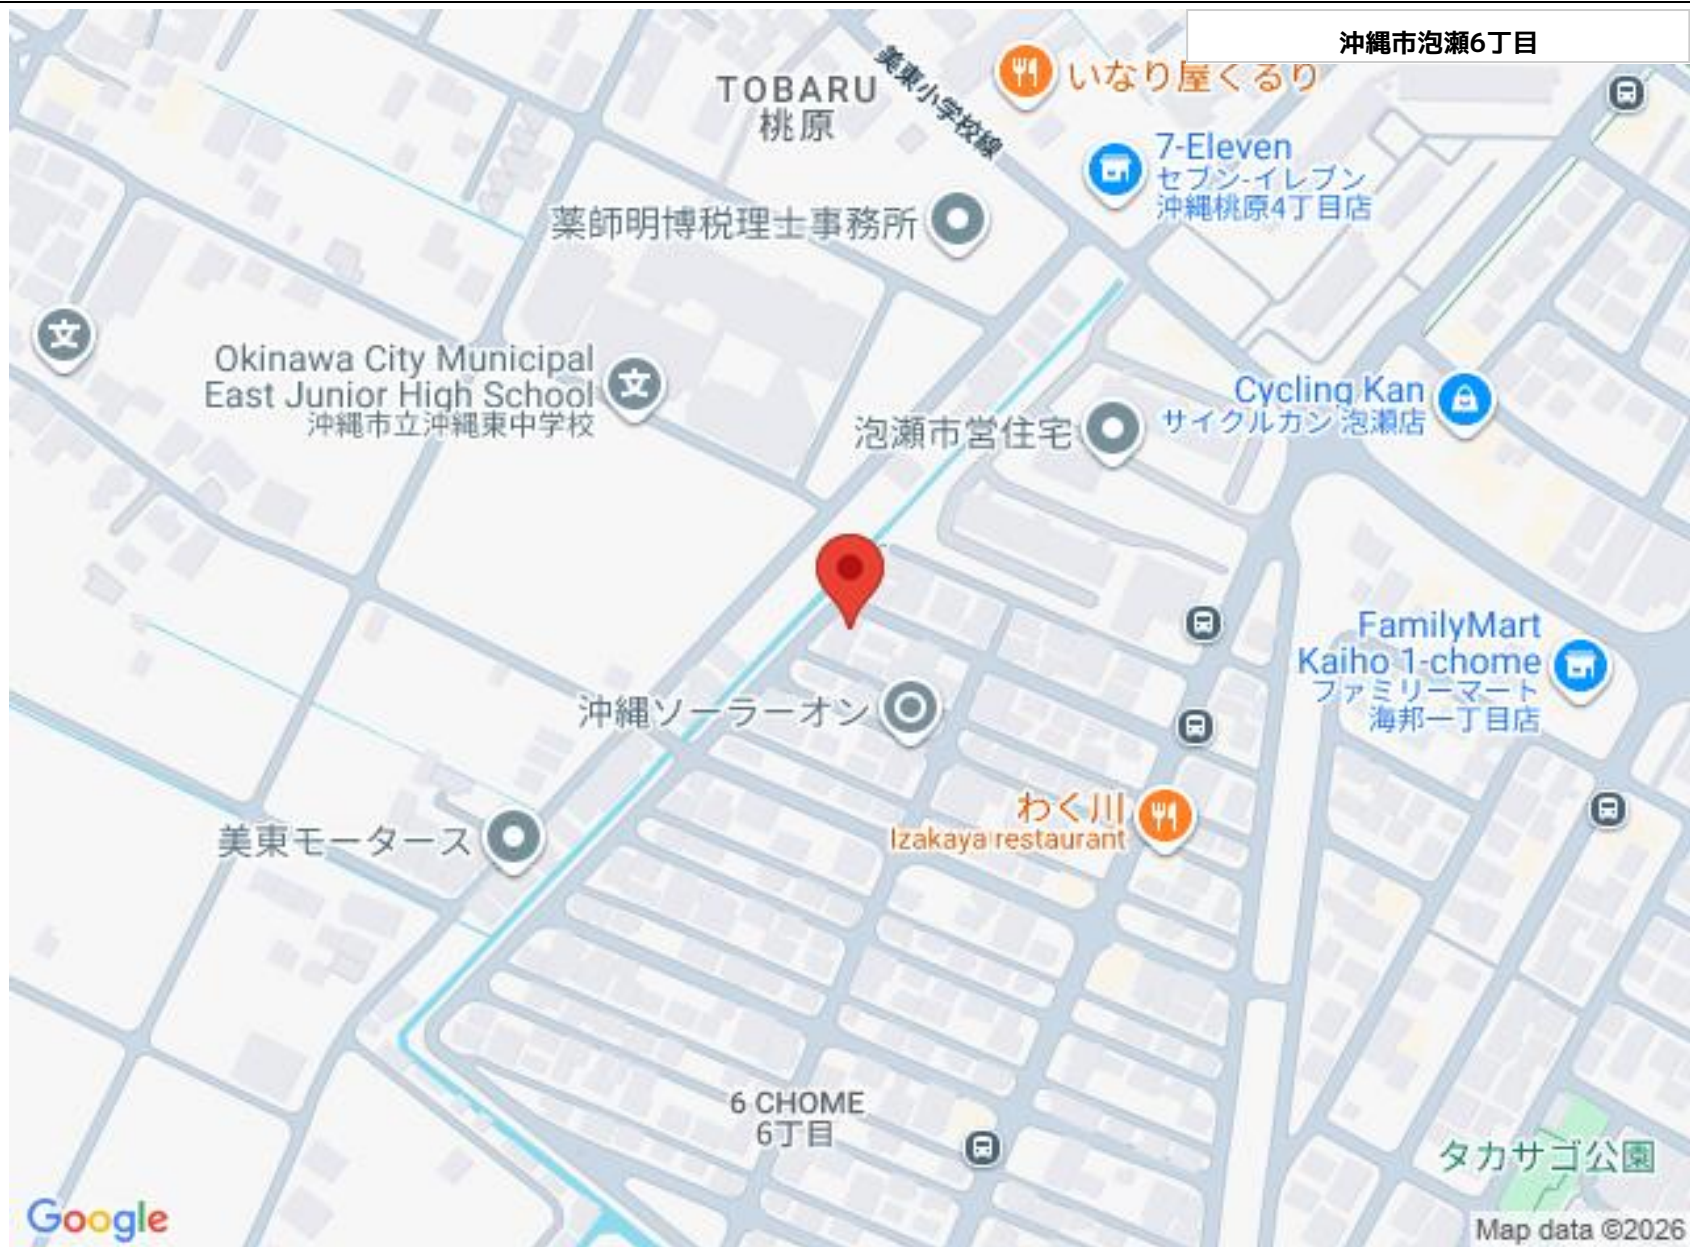 沖縄市泡瀬6丁目
美東小学校線
いなり屋くるり
TOBARU
桃原
7-Eleven
セブン-イレブン
沖縄桃原4丁目店
薬師明博税理士事務所
文
Okinawa City Municipal
East Junior High School
沖縄市立沖縄東中学校
文
Cycling Kan
サイクルカン 泡瀬店
泡瀬市営住宅
FamilyMart
Kaiho 1-chome
ファミリーマート
海邦一丁目店
沖縄ソーラーオン
わく川
Izakaya restaurant
美東モータース
6 CHOME
6丁目
タカサゴ公園
Google
Map data ©2026